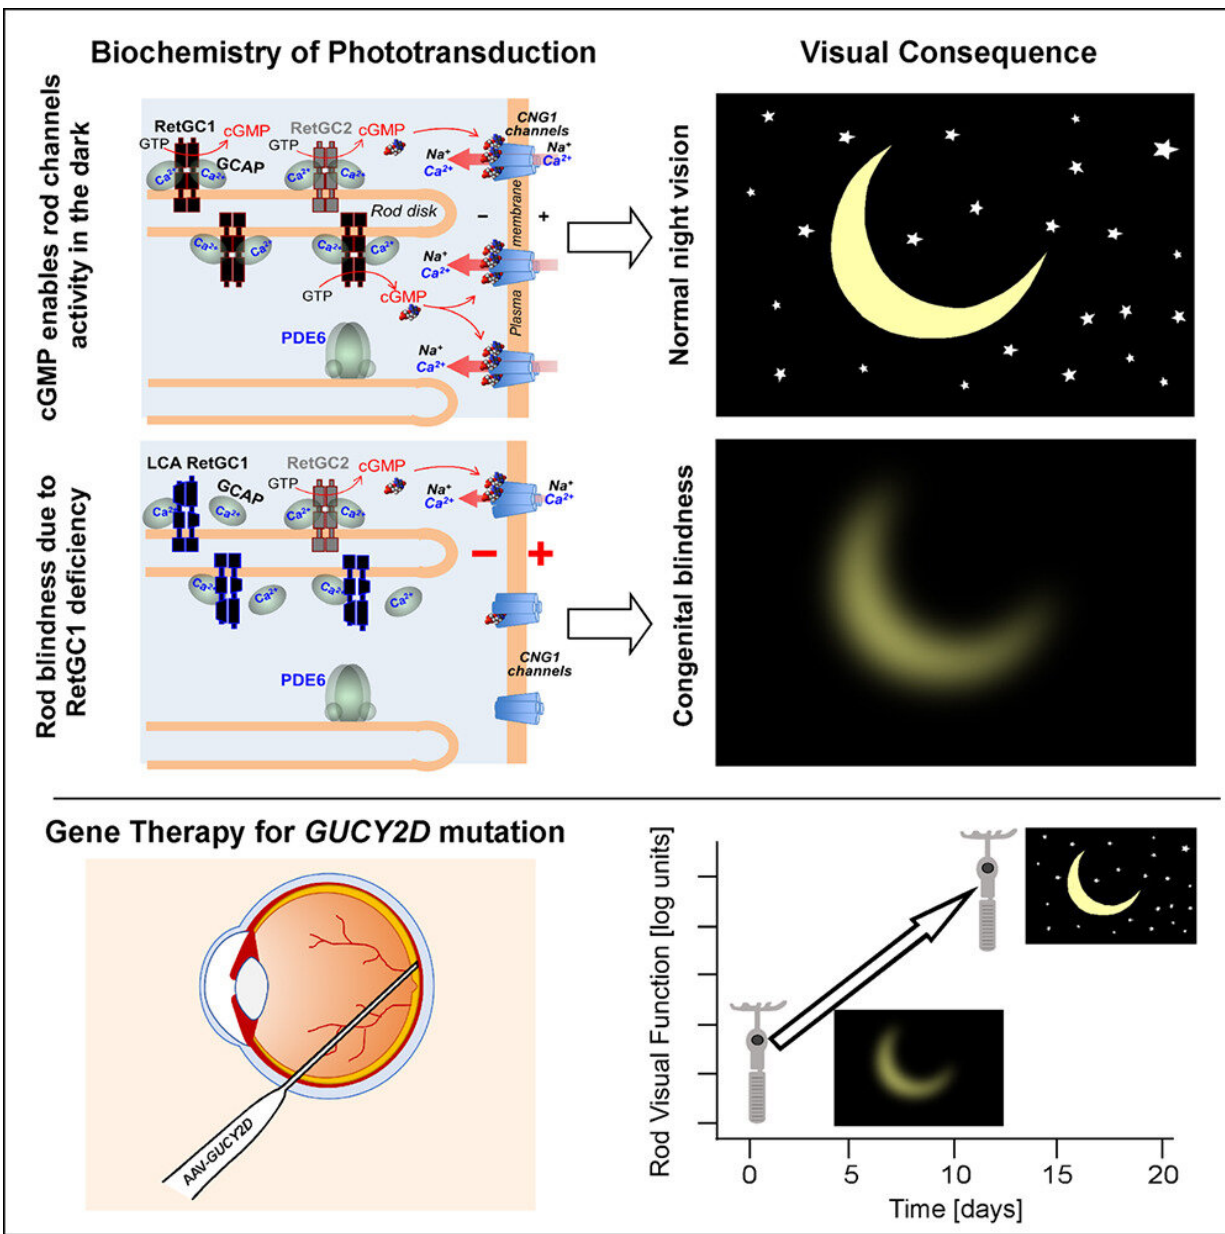 Biochemistry of Phototransduction
Visual Consequence
cGMP enables rod channels
activity in the dark
RetGC1
GTP
cGMP
RetGC2
GTP
cGMP
CNG1
channels
GCAP
Ca²⁺
Ca²⁺
Ca²⁺
Ca²⁺
Na⁺
Ca²⁺
Na⁺
Ca²⁺
Rod disk
–
+
Ca²⁺
Ca²⁺
Ca²⁺
Ca²⁺
Na⁺
Ca²⁺
GTP
cGMP
Plasma membrane
PDE6
Na⁺
Ca²⁺
Normal night vision
Rod blindness due to
RetGC1 deficiency
LCA RetGC1
GCAP
RetGC2
GTP
cGMP
Ca²⁺
Ca²⁺
Ca²⁺
Ca²⁺
Na⁺
Ca²⁺
Na⁺
Ca²⁺
–
+
Ca²⁺
Ca²⁺
Ca²⁺
Ca²⁺
CNG1
channels
PDE6
Congenital blindness
Gene Therapy for GUCY2D mutation
AAV-GUCY2D
Rod Visual Function [log units]
0 5 10 15 20
Time [days]